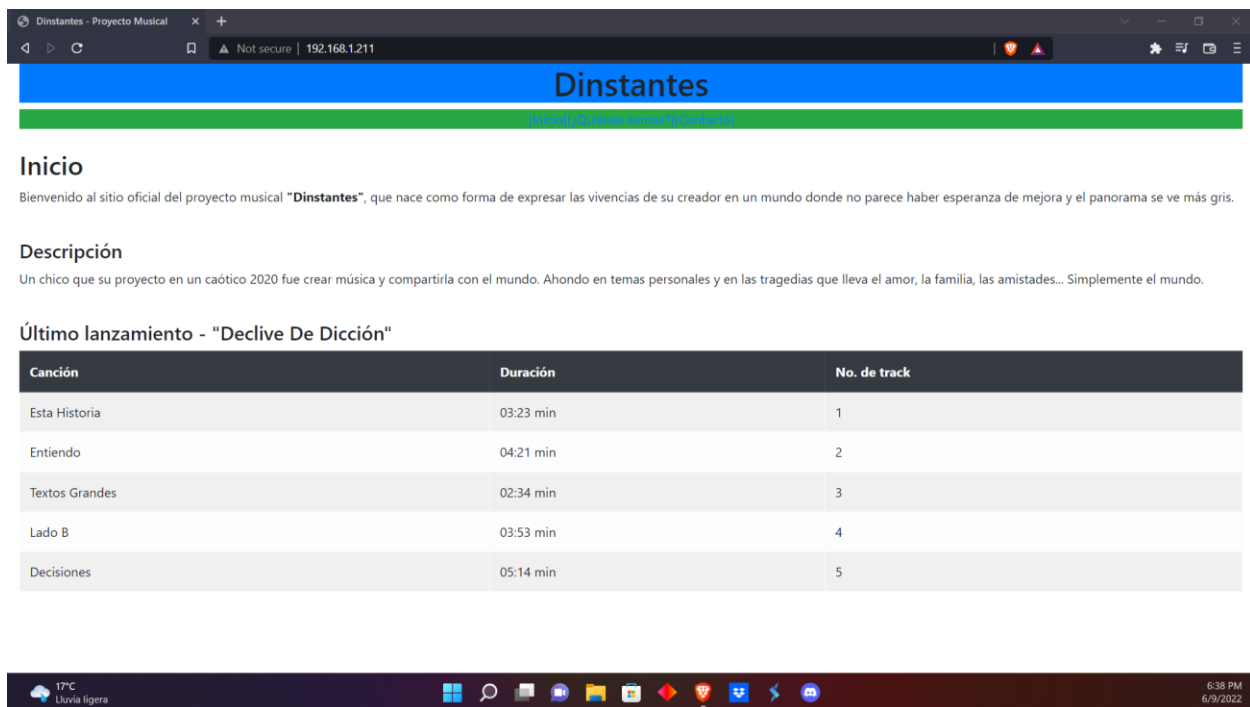 Dinstantes - Proyecto Musical
Not secure | 192.168.1.211
Dinstantes
[Inicio][¿Quiénes somos?][Contacto]
Inicio
Bienvenido al sitio oficial del proyecto musical "Dinstantes", que nace como forma de expresar las vivencias de su creador en un mundo donde no parece haber esperanza de mejora y el panorama se ve más gris.
Descripción
Un chico que su proyecto en un caótico 2020 fue crear música y compartirla con el mundo. Ahondo en temas personales y en las tragedias que lleva el amor, la familia, las amistades... Simplemente el mundo.
Último lanzamiento - "Declive De Dicción"
Canción Duración No. de track
Esta Historia 03:23 min 1
Entiendo 04:21 min 2
Textos Grandes 02:34 min 3
Lado B 03:53 min 4
Decisiones 05:14 min 5
17°C
Lluvia ligera
6:38 PM
6/9/2022